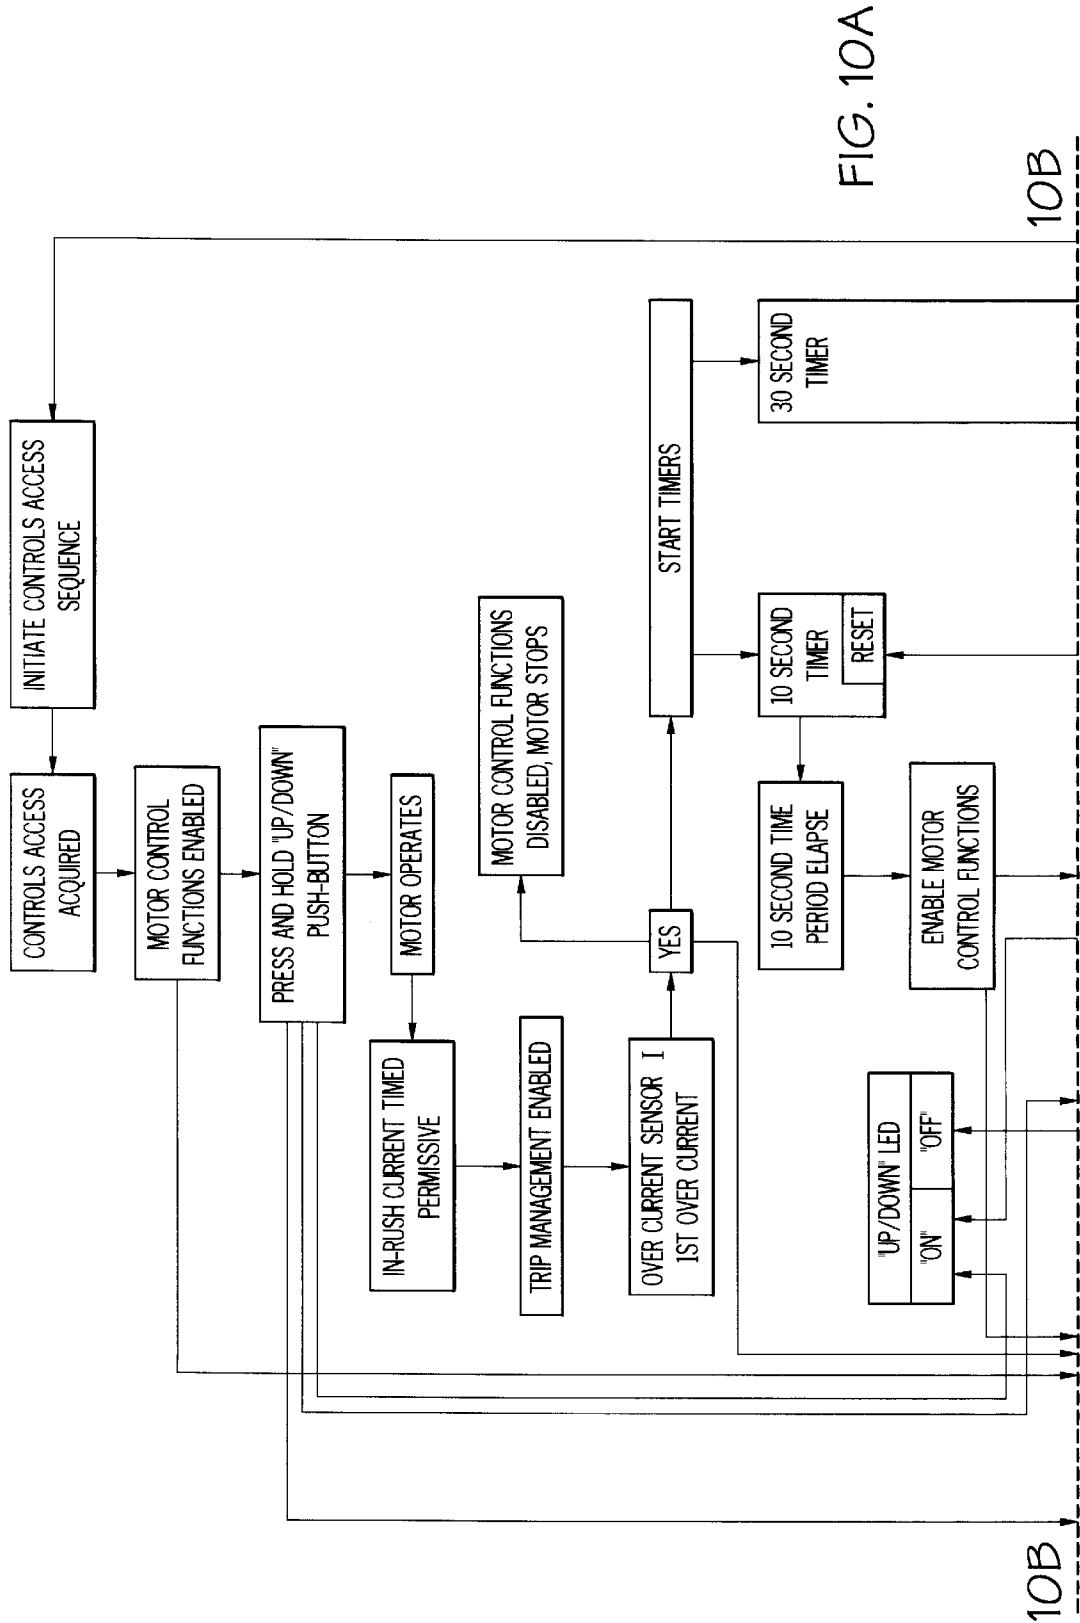 INITIATE CONTROLS ACCESS
SEQUENCE
CONTROLS ACCESS
ACQUIRED
MOTOR CONTROL
FUNCTIONS ENABLED
PRESS AND HOLD "UP/DOWN"
PUSH-BUTTON
MOTOR OPERATES
IN-RUSH CURRENT TIMED
PERMISSIVE
TRIP MANAGEMENT ENABLED
OVER CURRENT SENSOR I
1ST OVER CURRENT
YES
MOTOR CONTROL FUNCTIONS
DISABLED, MOTOR STOPS
START TIMERS
10 SECOND
TIMER
RESET
30 SECOND
TIMER
10 SECOND TIME
PERIOD ELAPSE
ENABLE MOTOR
CONTROL FUNCTIONS
"UP/DOWN" LED
"ON"
"OFF"
10B
10B
FIG. 10A